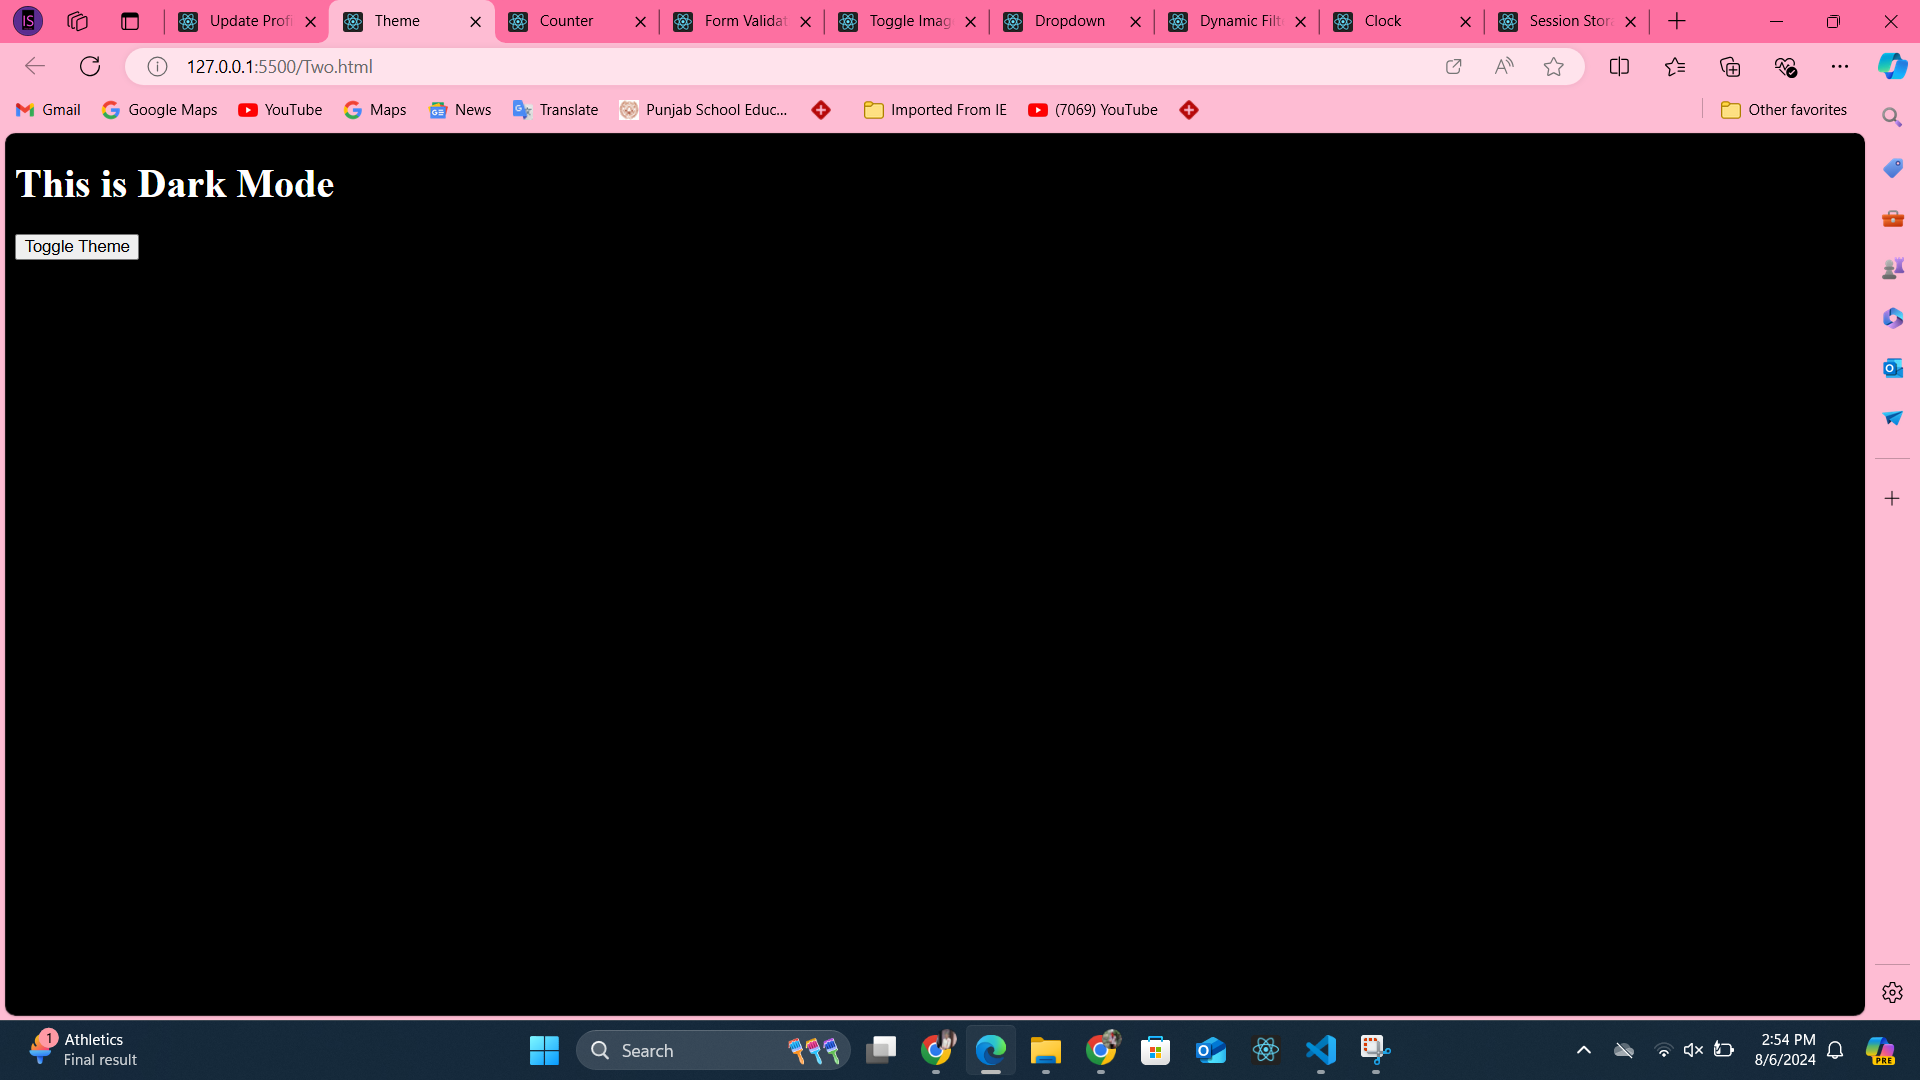 IS Update Profi Theme Counter Form Validat Toggle Imag Dropdown Dynamic Filt Clock Session Stor
127.0.0.1:5500/Two.html
Gmail Google Maps YouTube Maps News Translate Punjab School Educ... Imported From IE (7069) YouTube Other favorites
This is Dark Mode
Toggle Theme
1 Athletics
Final result
Search
2:54 PM
8/6/2024
PRE